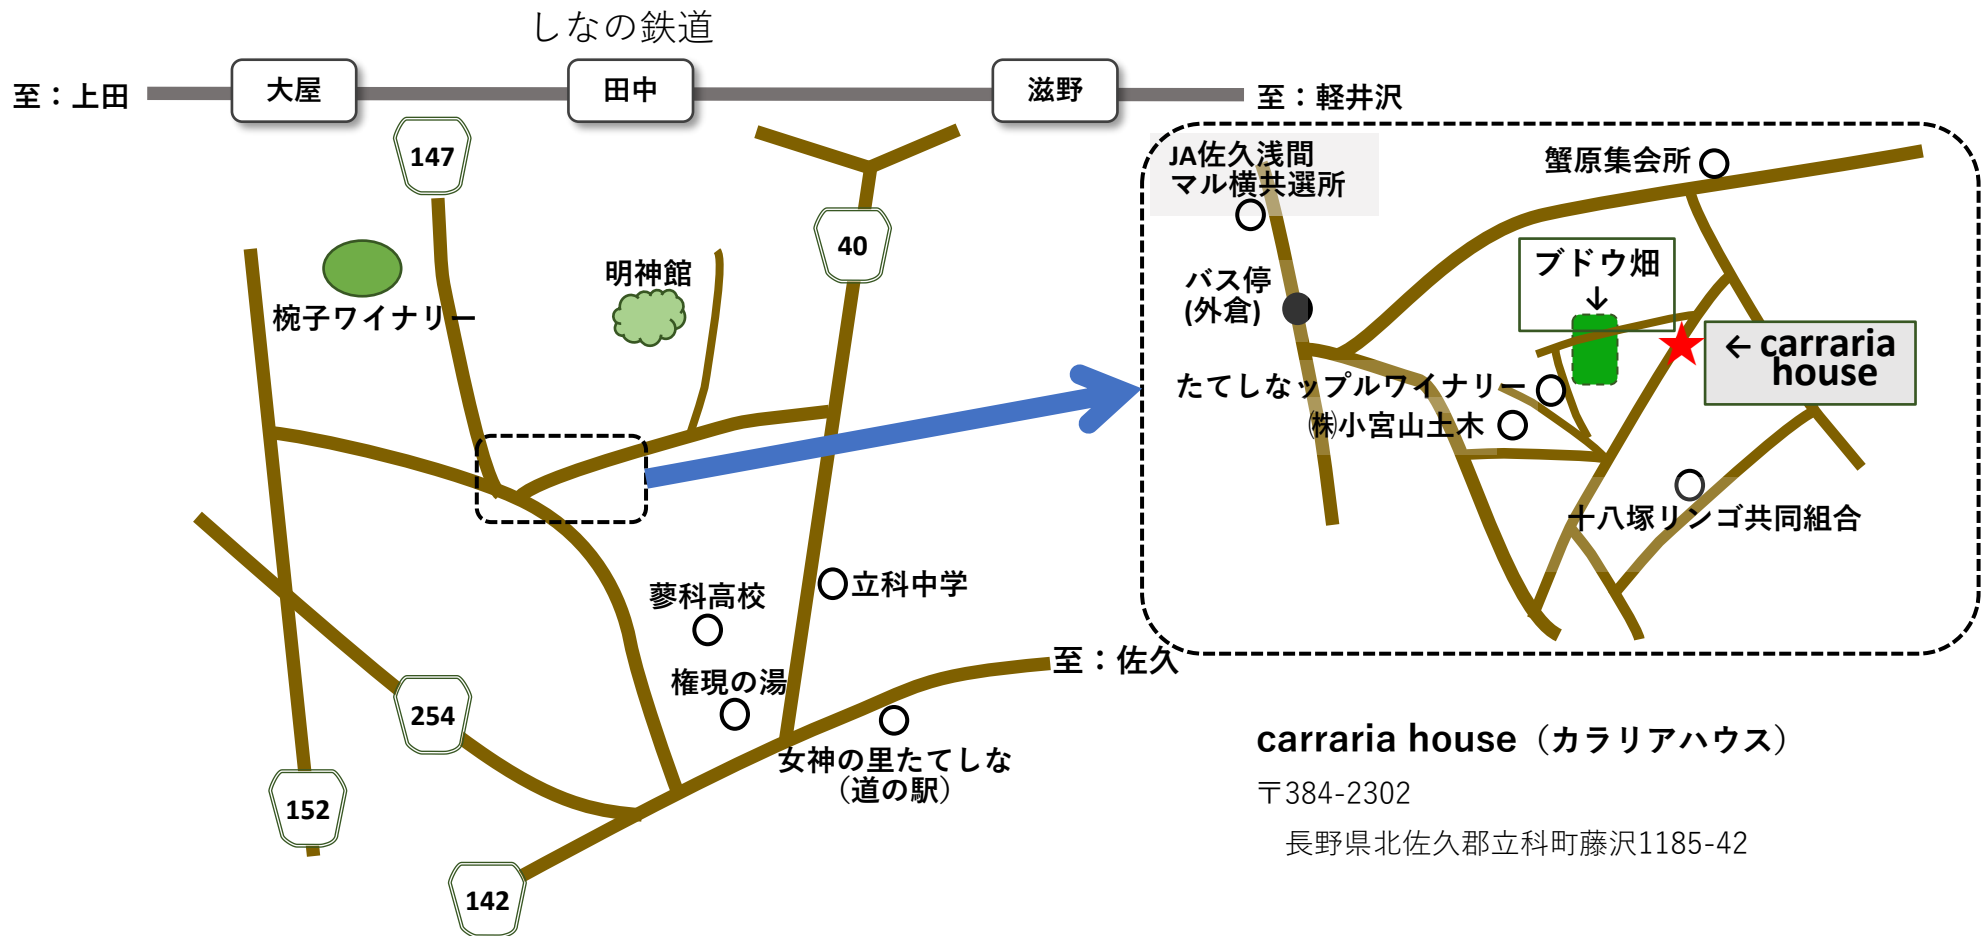 しなの鉄道
至：上田
大屋
田中
滋野
至：軽井沢
147
40
椀子ワイナリー
明神館
蓼科高校
立科中学
権現の湯
至：佐久
女神の里たてしな
（道の駅）
254
152
142
JA佐久浅間
マル横共選所
蟹原集会所
バス停
(外倉)
ブドウ畑
↓
← carraria
house
たてしなップルワイナリー
㈱小宮山土木
十八塚リンゴ共同組合
carraria house（カラリアハウス）
〒384-2302
長野県北佐久郡立科町藤沢1185-42